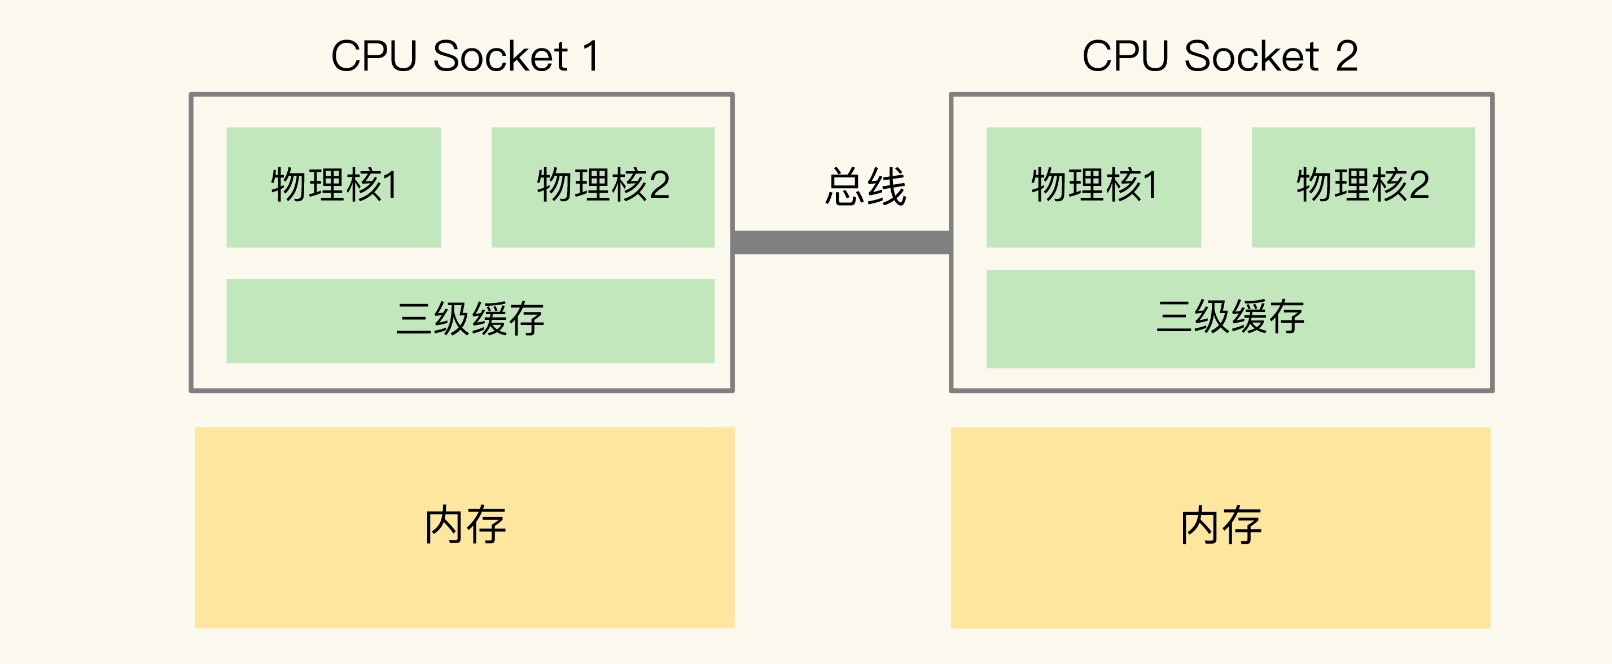 CPU Socket 1
CPU Socket 2
物理核1
物理核2
总线
物理核1
物理核2
三级缓存
三级缓存
内存
内存